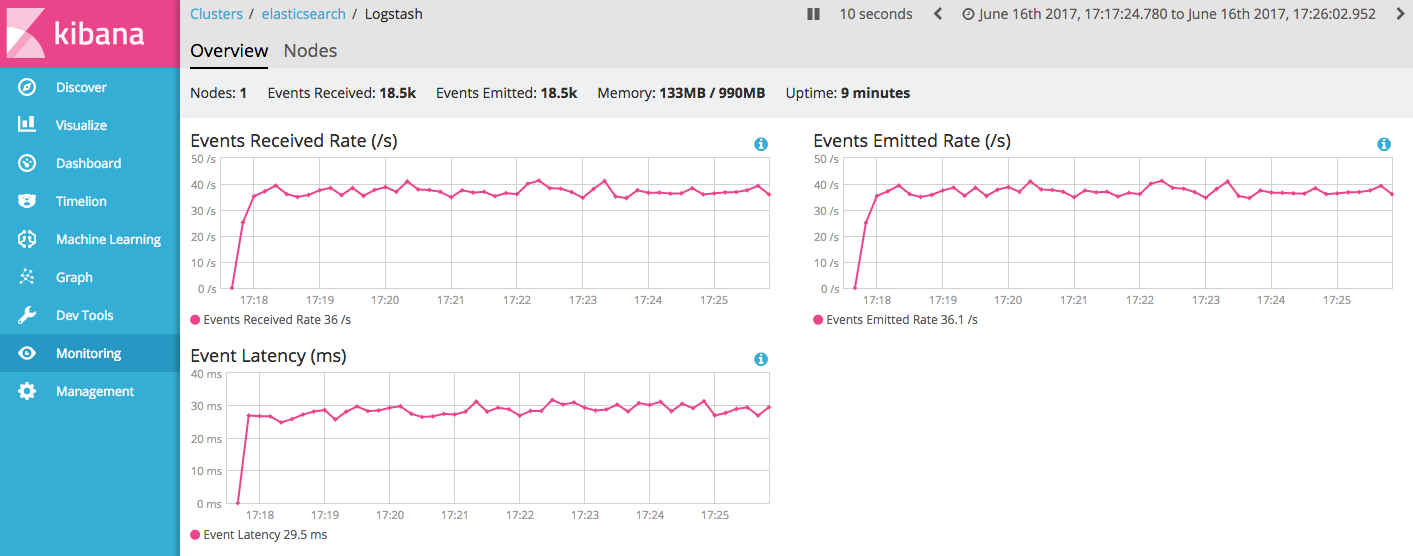 kibana
Discover
Visualize
Dashboard
Timelion
Machine Learning
Graph
Dev Tools
Monitoring
Management
Clusters / elasticsearch / Logstash
10 seconds June 16th 2017, 17:17:24.780 to June 16th 2017, 17:26:02.952
Overview Nodes
Nodes: 1 Events Received: 18.5k Events Emitted: 18.5k Memory: 133MB / 990MB Uptime: 9 minutes
Events Received Rate (/s)
50 /s
40 /s
30 /s
20 /s
10 /s
0 /s
17:18 17:19 17:20 17:21 17:22 17:23 17:24 17:25
Events Received Rate 36 /s
Events Emitted Rate (/s)
50 /s
40 /s
30 /s
20 /s
10 /s
0 /s
17:18 17:19 17:20 17:21 17:22 17:23 17:24 17:25
Events Emitted Rate 36.1 /s
Event Latency (ms)
40 ms
30 ms
20 ms
10 ms
0 ms
17:18 17:19 17:20 17:21 17:22 17:23 17:24 17:25
Event Latency 29.5 ms